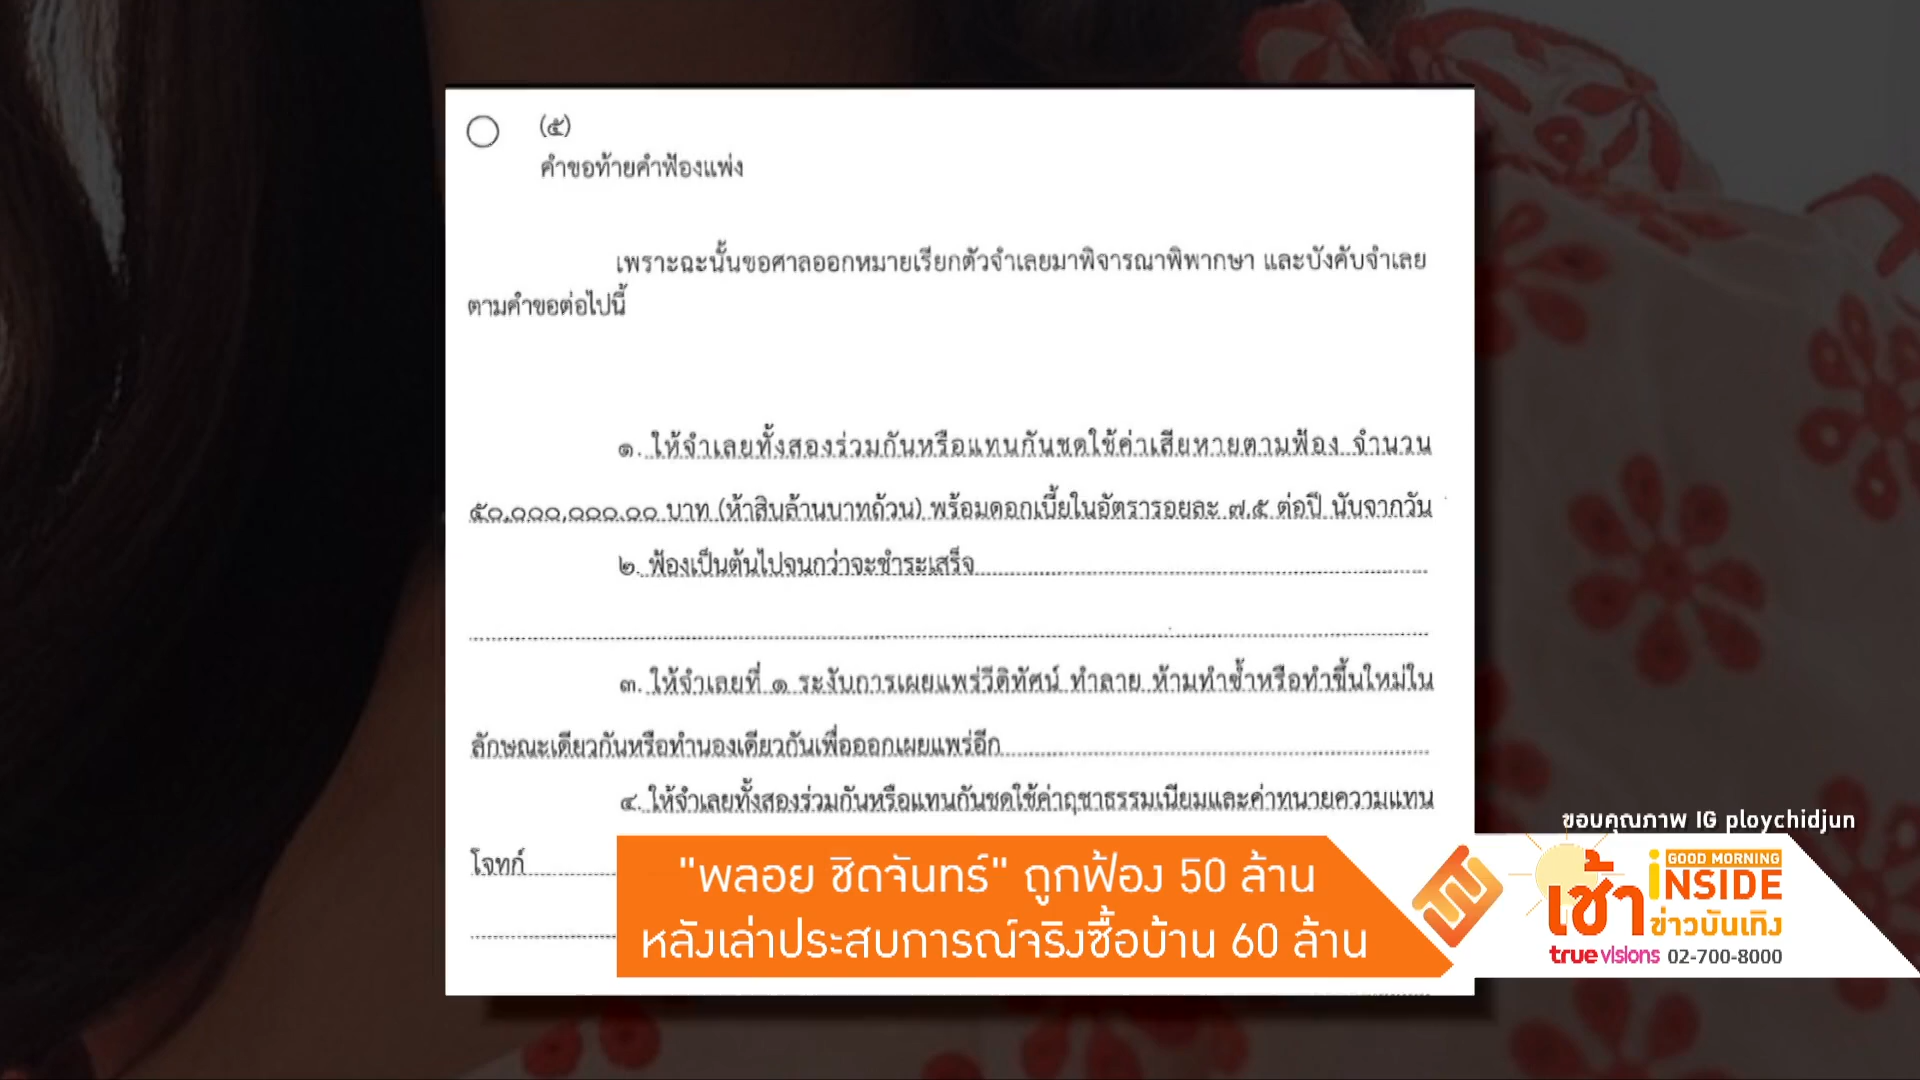 (๕)
คำขอท้ายคำฟ้องแพ่ง
เพราะฉะนั้นขอศาลออกหมายเรียกตัวจำเลยมาพิจารณาพิพากษา และบังคับจำเลย
ตามคำขอต่อไปนี้
๑. ให้จำเลยทั้งสองร่วมกันหรือแทนกันชดใช้ค่าเสียหายตามฟ้อง จำนวน
๕๐,๐๐๐,๐๐๐.๐๐ บาท (ห้าสิบล้านบาทถ้วน) พร้อมดอกเบี้ยในอัตรารอยละ ๗.๕ ต่อปี นับจากวัน
๒. ฟ้องเป็นต้นไปจนกว่าจะชำระเสร็จ
๓. ให้จำเลยที่ ๑ ระงับการเผยแพร่วีดิทัศน์ ทำลาย ห้ามทำซ้ำหรือทำขึ้นใหม่ใน
ลักษณะเดียวกันหรือทำนองเดียวกันเพื่อออกเผยแพร่อีก
๔. ให้จำเลยทั้งสองร่วมกันหรือแทนกันชดใช้ค่าฤชาธรรมเนียมและค่าทนายความแทน
โจทก์
ขอบคุณภาพ IG ploychidjun
"พลอย ชิดจันทร์" ถูกฟ้อง 50 ล้าน
หลังเล่าประสบการณ์จริงซื้อบ้าน 60 ล้าน
GOOD MORNING
เช้า iNSIDE
ข่าวบันเทิง
truevisions 02-700-8000